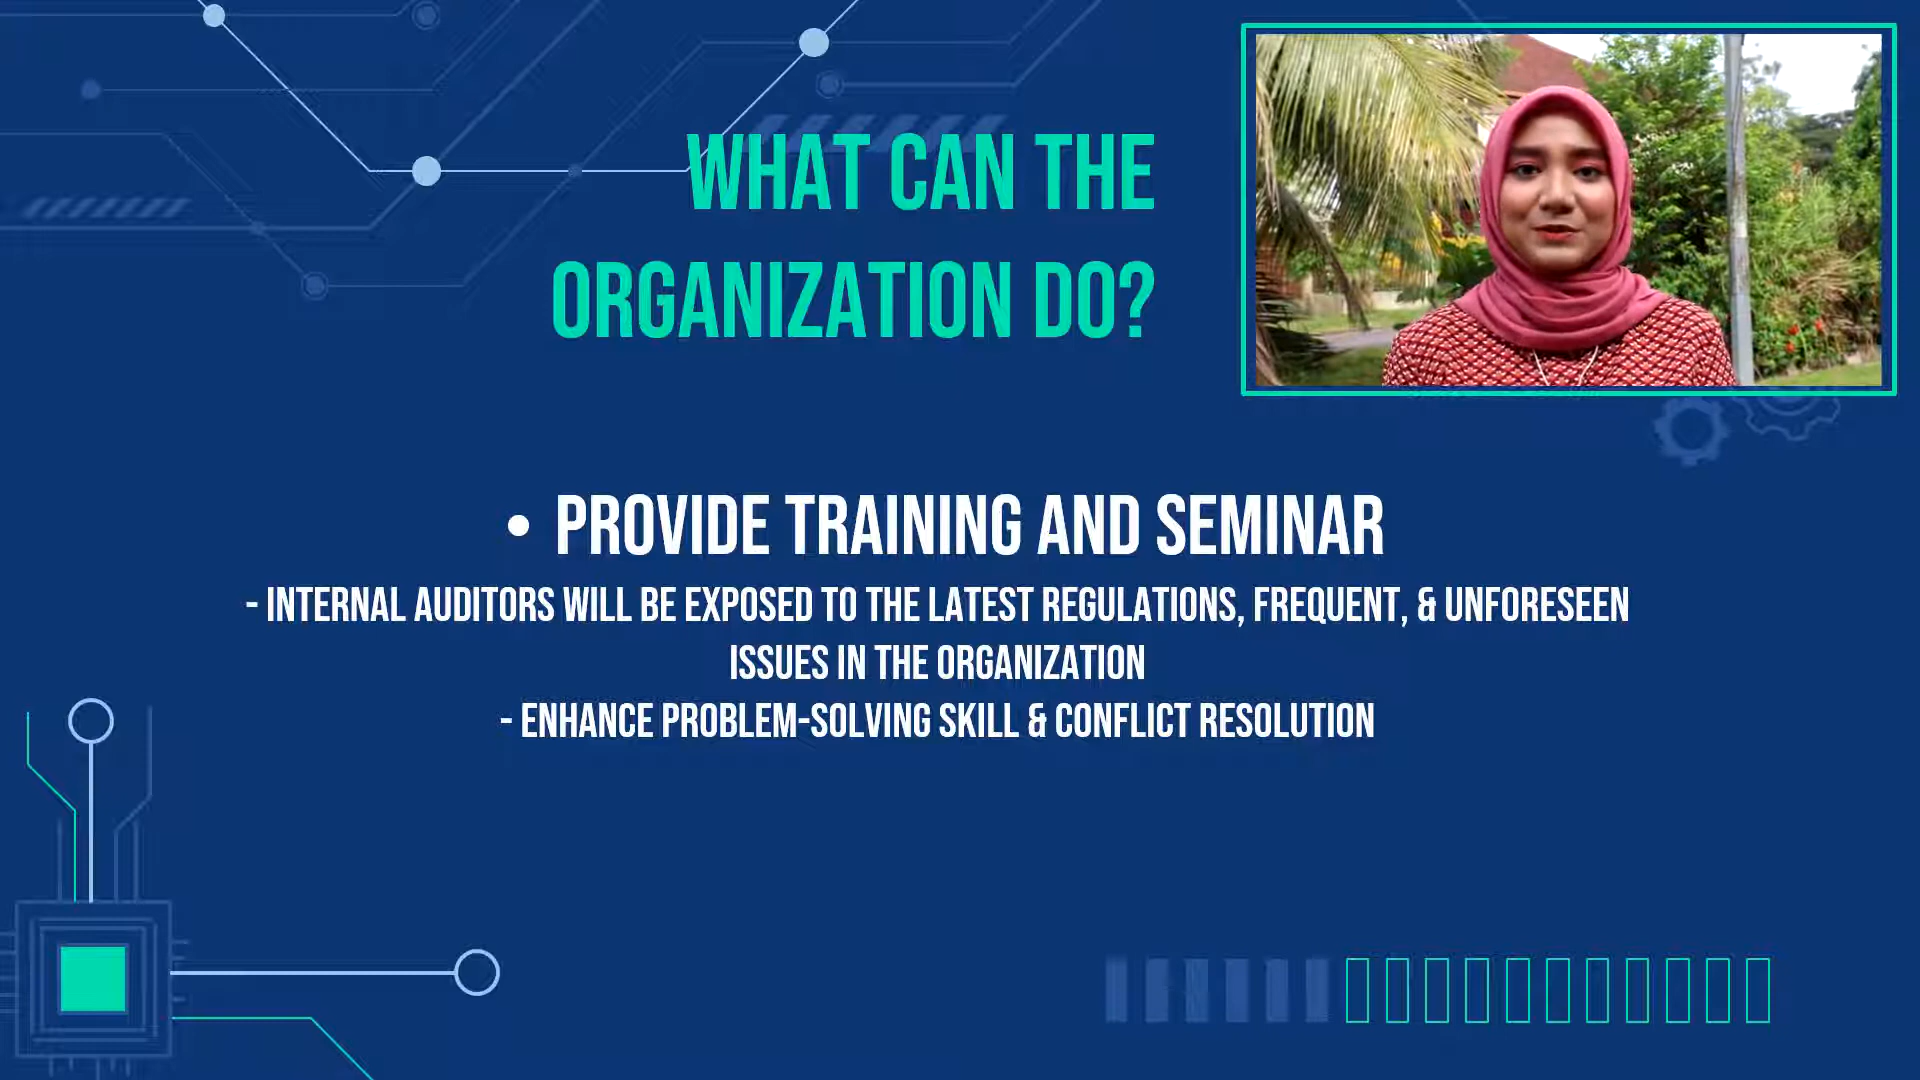 WHAT CAN THE
ORGANIZATION DO?
• PROVIDE TRAINING AND SEMINAR
- INTERNAL AUDITORS WILL BE EXPOSED TO THE LATEST REGULATIONS, FREQUENT, & UNFORESEEN
ISSUES IN THE ORGANIZATION
- ENHANCE PROBLEM-SOLVING SKILL & CONFLICT RESOLUTION